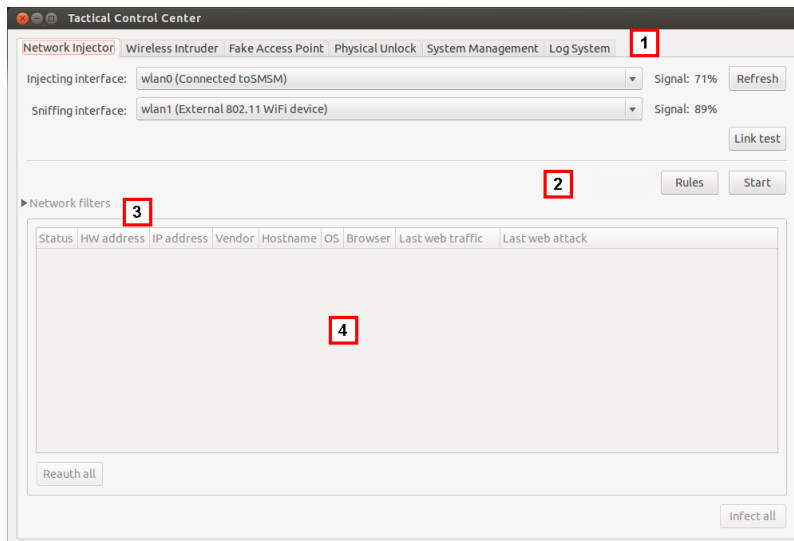 Tactical Control Center
Network Injector Wireless Intruder Fake Access Point Physical Unlock System Management Log System 1
Injecting interface: wlan0 (Connected toSMSM) Signal: 71% Refresh
Sniffing interface: wlan1 (External 802.11 WiFi device) Signal: 89%
Link test
2 Rules Start
Network filters
3
Status HW address IP address Vendor Hostname OS Browser Last web traffic Last web attack
4
Reauth all
Infect all